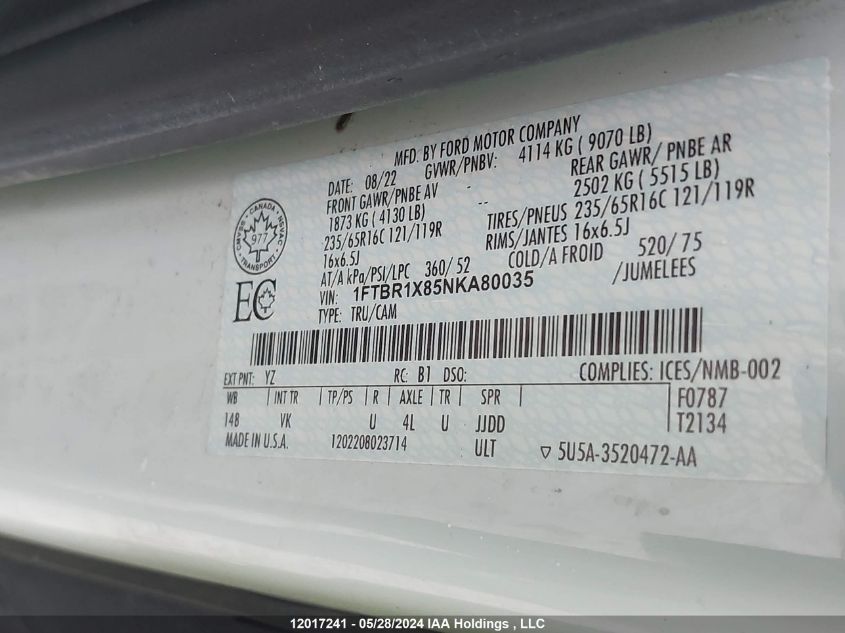 MFD. BY FORD MOTOR COMPANY
DATE: 08/22 GVWR/PNBV: 4114 KG ( 9070 LB)
FRONT GAWR/PNBE AV REAR GAWR/ PNBE AR
1873 KG ( 4130 LB) 2502 KG ( 5515 LB)
235/65R16C 121/119R TIRES/PNEUS 235/65R16C 121/119R
16x6.5J RIMS/JANTES 16x6.5J
AT/A kPa/PSI/LPC 360/ 52 COLD/A FROID 520/ 75
VIN: 1FTBR1X85NKA80035 /JUMELEES
TYPE: TRU/CAM
CANADA
977
TRANSPORT
EC
EXT PNT: YZ RC: B1 DSO: COMPLIES: ICES/NMB-002
WB INT TR TP/PS R AXLE TR SPR F0787
148 VK U 4L U JJDD T2134
MADE IN U.S.A. 1202208023714 ULT ▽ 5U5A-3520472-AA
12017241 - 05/28/2024 IAA Holdings , LLC